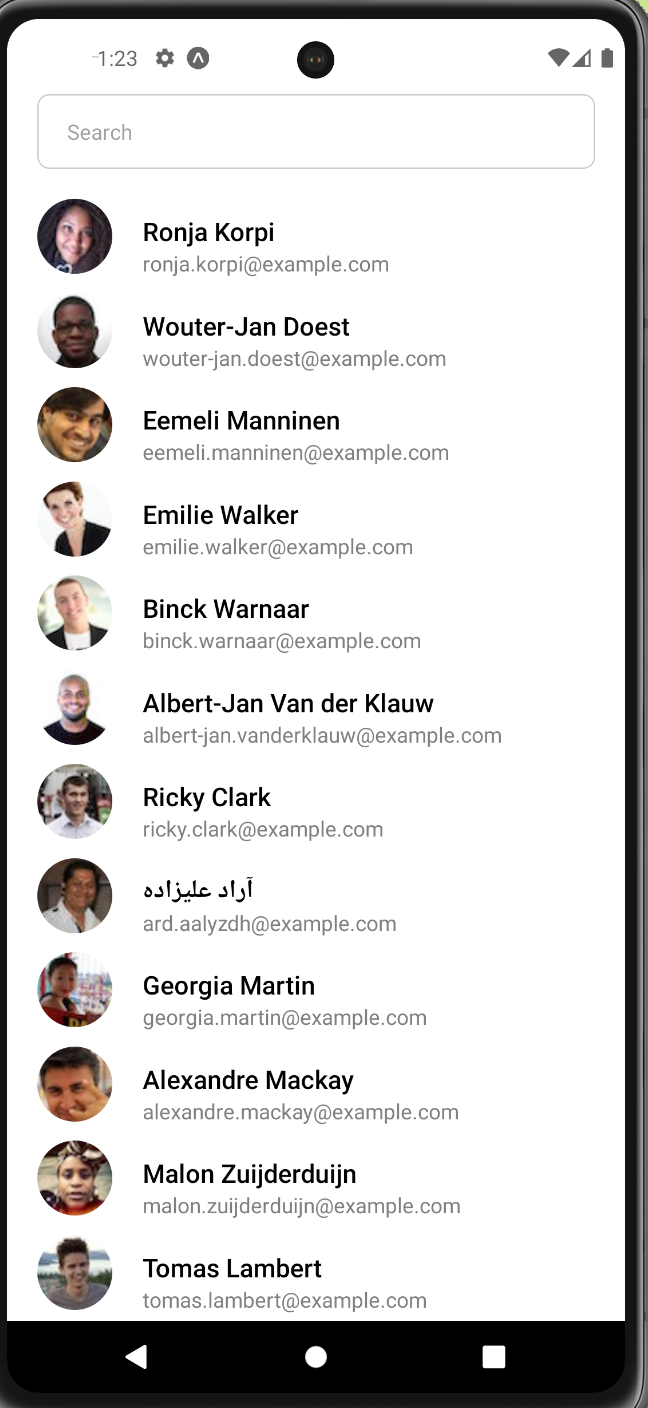 1:23
Search
Ronja Korpi
ronja.korpi@example.com
Wouter-Jan Doest
wouter-jan.doest@example.com
Eemeli Manninen
eemeli.manninen@example.com
Emilie Walker
emilie.walker@example.com
Binck Warnaar
binck.warnaar@example.com
Albert-Jan Van der Klauw
albert-jan.vanderklauw@example.com
Ricky Clark
ricky.clark@example.com
آراد علیزاده
ard.aalyzdh@example.com
Georgia Martin
georgia.martin@example.com
Alexandre Mackay
alexandre.mackay@example.com
Malon Zuijderduijn
malon.zuijderduijn@example.com
Tomas Lambert
tomas.lambert@example.com